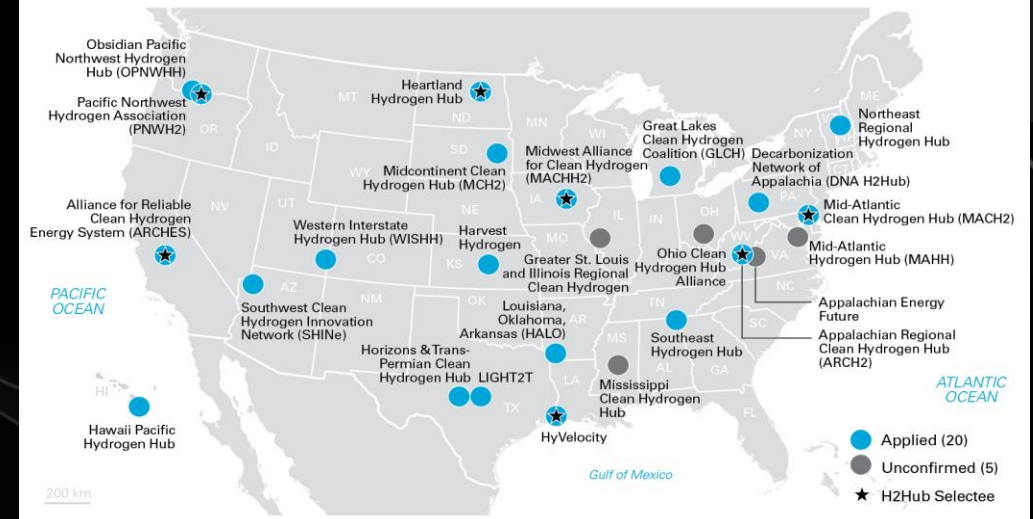 Obsidian Pacific
Northwest Hydrogen
Hub (OPNWHH)
Pacific Northwest
Hydrogen Association
(PNWH2)
Alliance for Reliable
Clean Hydrogen
Energy System (ARCHES)
PACIFIC
OCEAN
HI
Hawaii Pacific
Hydrogen Hub
200 km
OR
ID
MT
WY
NV
UT
AZ
CO
NM
ND
SD
NE
KS
OK
TX
MN
IA
MO
AR
LA
WI
IL
IN
OH
TN
MS
AL
GA
FL
SC
NC
VA
WV
PA
NY
ME
Heartland
Hydrogen Hub
Midcontinent Clean
Hydrogen Hub (MCH2)
Western Interstate
Hydrogen Hub (WISHH)
Harvest
Hydrogen
Southwest Clean
Hydrogen Innovation
Network (SHINe)
Horizons & Trans-
Permian Clean
Hydrogen Hub
LIGHT2T
Louisiana,
Oklahoma,
Arkansas (HALO)
HyVelocity
Midwest Alliance
for Clean Hydrogen
(MACHH2)
Greater St. Louis
and Illinois Regional
Clean Hydrogen
Great Lakes
Clean Hydrogen
Coalition (GLCH)
Ohio Clean
Hydrogen Hub
Alliance
Southeast
Hydrogen Hub
Mississippi
Clean Hydrogen
Hub
Decarbonization
Network of
Appalachia (DNA H2Hub)
Northeast
Regional
Hydrogen Hub
Mid-Atlantic
Clean Hydrogen Hub (MACH2)
Mid-Atlantic
Hydrogen Hub (MAHH)
Appalachian Energy
Future
Appalachian Regional
Clean Hydrogen Hub
(ARCH2)
ATLANTIC
OCEAN
Gulf of Mexico
Applied (20)
Unconfirmed (5)
H2Hub Selectee